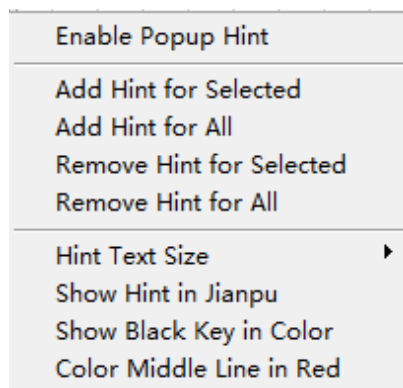 Enable Popup Hint
Add Hint for Selected
Add Hint for All
Remove Hint for Selected
Remove Hint for All
Hint Text Size
Show Hint in Jianpu
Show Black Key in Color
Color Middle Line in Red